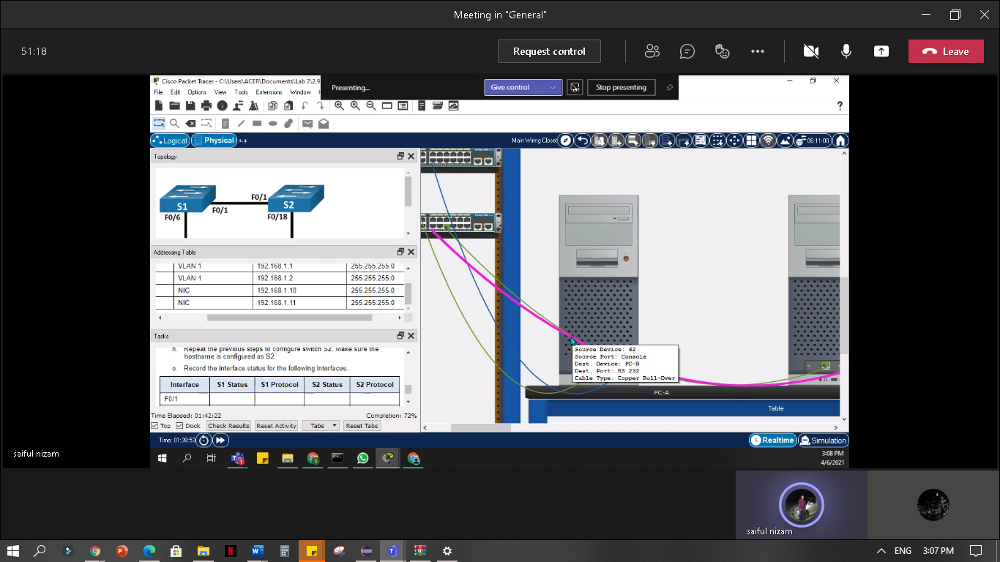 Meeting in "General"
51:18
Request control
Leave
Cisco Packet Tracer - C:\Users\ACER\Documents\Lab 2\2.9
Presenting...
Give control
Stop presenting
File Edit Options View Tools Extensions Window
?
Logical
Physical
Main Wiring Closet
06:11:00
Topology
S1
F0/1
F0/1
S2
F0/6
F0/18
Addressing Table
VLAN 1 192.168.1.1 255.255.255.0
VLAN 1 192.168.1.2 255.255.255.0
NIC 192.168.1.10 255.255.255.0
NIC 192.168.1.11 255.255.255.0
Tasks
n. Repeat the previous steps to configure switch S2. Make sure the
hostname is configured as S2.
o. Record the interface status for the following interfaces.
Interface S1 Status S1 Protocol S2 Status S2 Protocol
F0/1
Time Elapsed: 01:42:22
Completion: 72%
Top
Dock
Check Results
Reset Activity
Tabs
Reset Tabs
Source Device: S2
Source Port: Console
Dest. Device: PC-B
Dest. Port: RS 232
Cable Type: Copper Roll-Over
PC-A
Table
Time: 01:38:53
Realtime
Simulation
3:08 PM
4/6/2021
saiful nizam
saiful nizam
ENG
3:07 PM